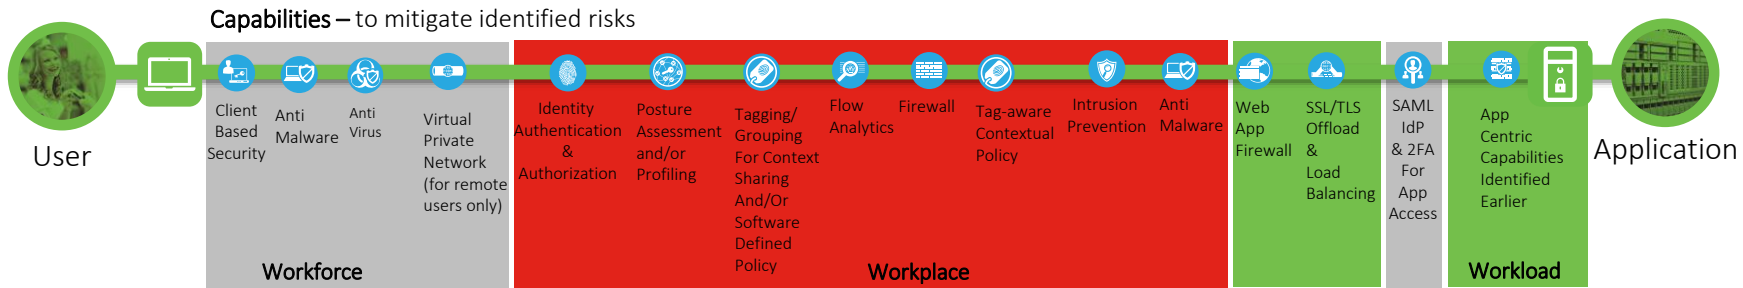 Capabilities – to mitigate identified risks
User
Client
Based
Security
Anti
Malware
Anti
Virus
Virtual
Private
Network
(for remote
users only)
Workforce
Identity
Authentication
&
Authorization
Posture
Assessment
and/or
Profiling
Tagging/
Grouping
For Context
Sharing
And/Or
Software
Defined
Policy
Flow
Analytics
Firewall
Tag-aware
Contextual
Policy
Intrusion
Prevention
Anti
Malware
Workplace
Web
App
Firewall
SSL/TLS
Offload
&
Load
Balancing
SAML
IdP
& 2FA
For
App
Access
App
Centric
Capabilities
Identified
Earlier
Workload
Application